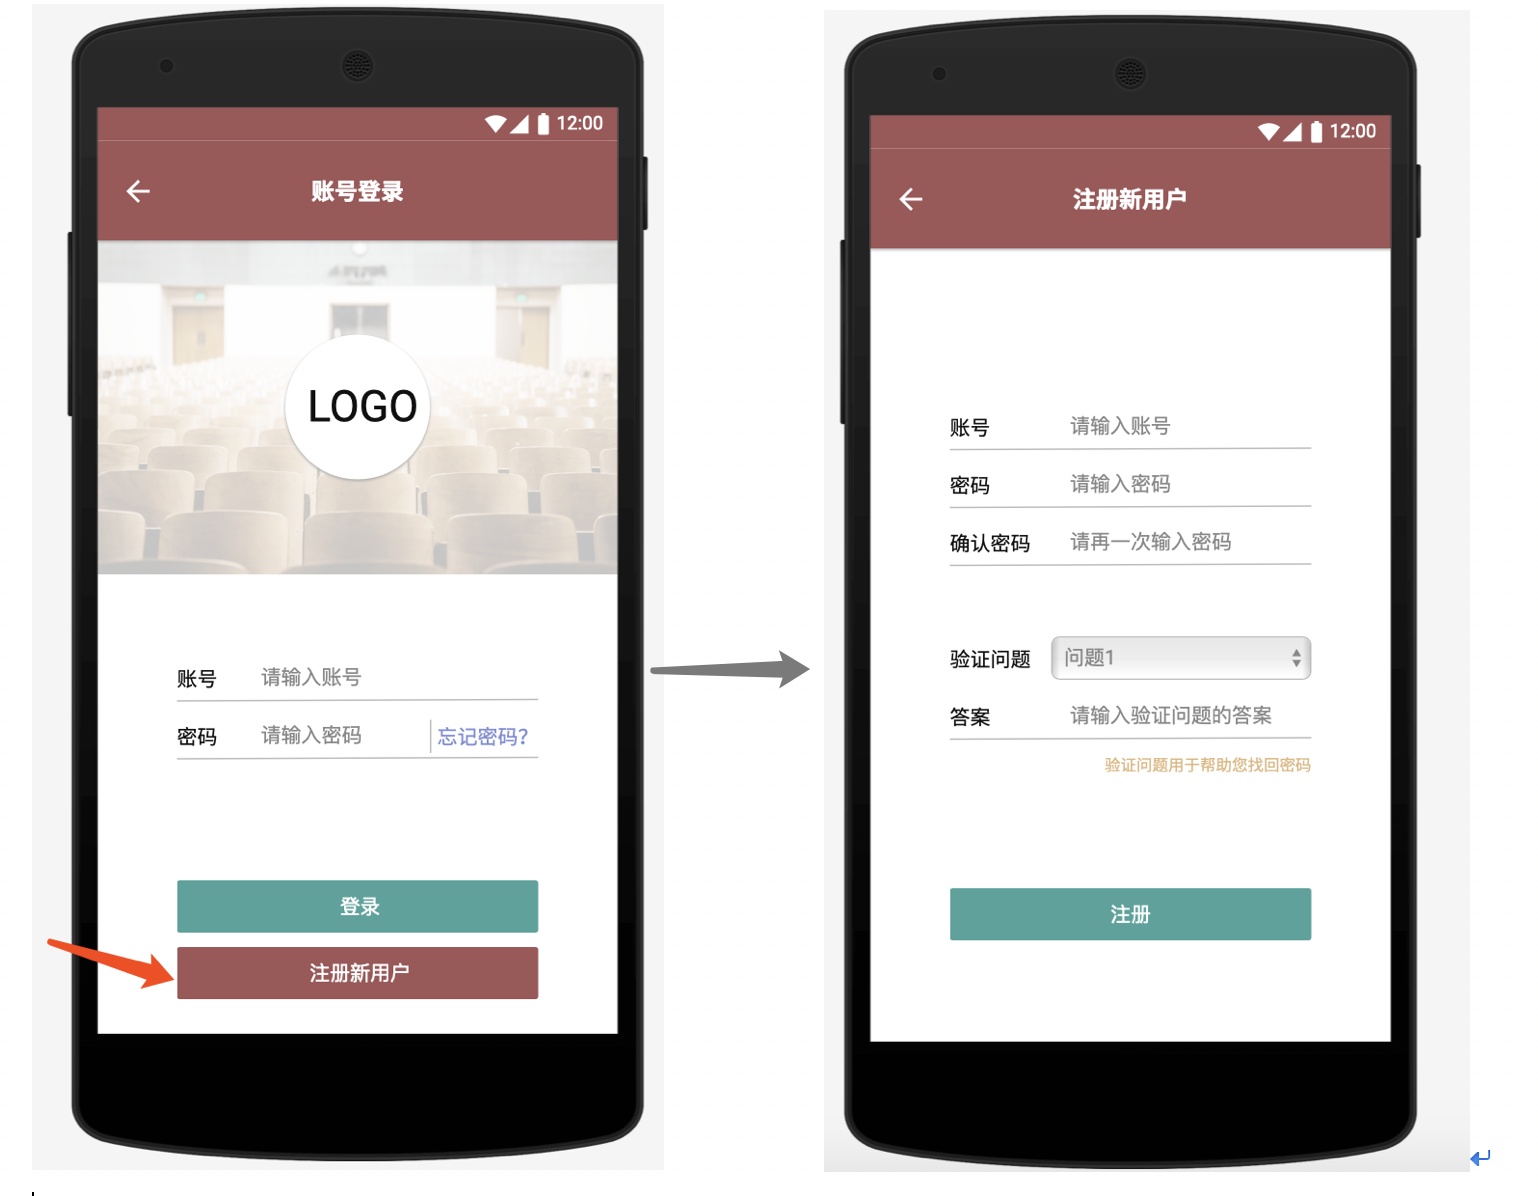 12:00
账号登录
LOGO
账号 请输入账号
密码 请输入密码 忘记密码?
登录
注册新用户
12:00
注册新用户
账号 请输入账号
密码 请输入密码
确认密码 请再一次输入密码
验证问题 问题1
答案 请输入验证问题的答案
验证问题用于帮助您找回密码
注册